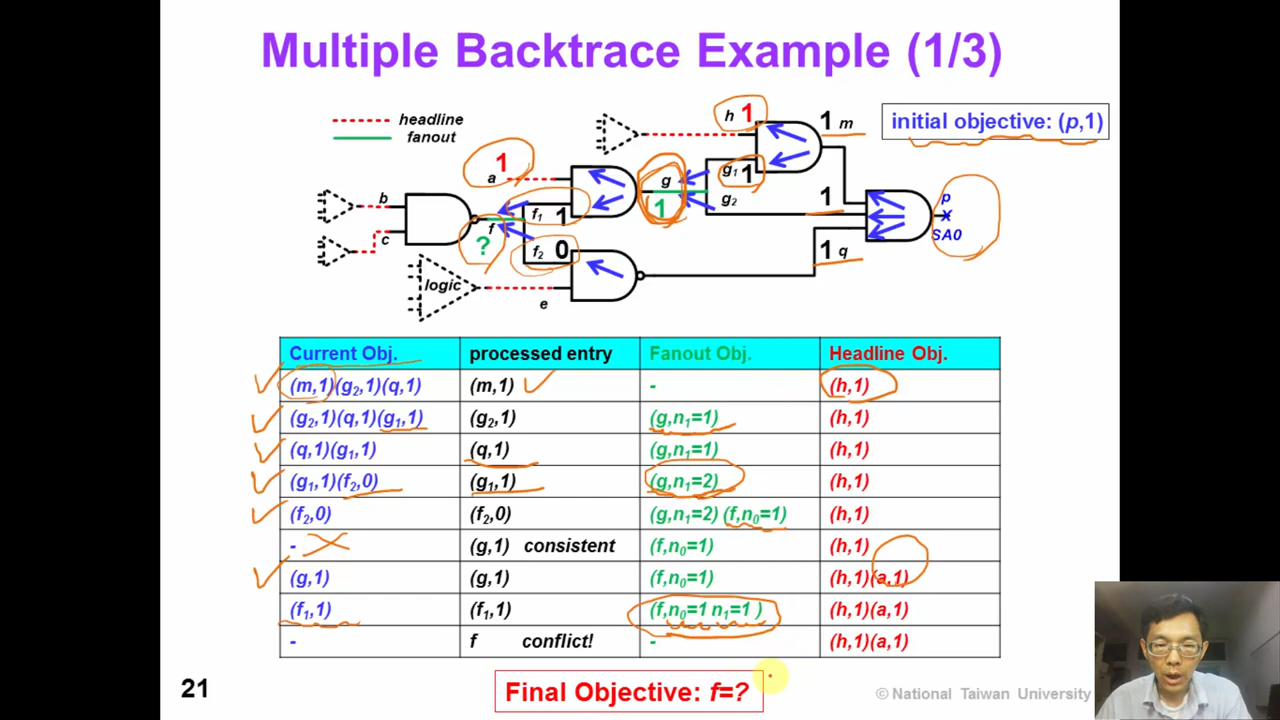 Multiple Backtrace Example (1/3)
headline
fanout
h 1
1 m
initial objective: (p,1)
1
a
g1 1
g
g2
1
1
p
SA0
b
c
f
?
f1 1
f2 0
1 q
logic
e
Current Obj. processed entry Fanout Obj. Headline Obj.
(m,1)(g2,1)(q,1) (m,1) - (h,1)
(g2,1)(q,1)(g1,1) (g2,1) (g,n1=1) (h,1)
(q,1)(g1,1) (q,1) (g,n1=1) (h,1)
(g1,1)(f2,0) (g1,1) (g,n1=2) (h,1)
(f2,0) (f2,0) (g,n1=2) (f,n0=1) (h,1)
- (g,1) consistent (f,n0=1) (h,1)
(g,1) (g,1) (f,n0=1) (h,1)(a,1)
(f1,1) (f1,1) (f,n0=1 n1=1 ) (h,1)(a,1)
- f conflict! - (h,1)(a,1)
Final Objective: f=?
21
© National Taiwan University